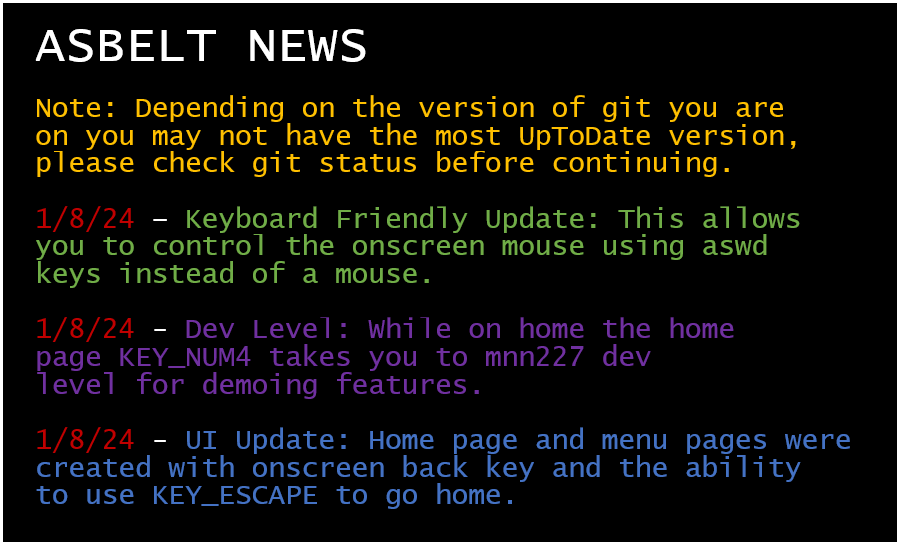 ASBELT NEWS
Note: Depending on the version of git you are
on you may not have the most UpToDate version,
please check git status before continuing.
1/8/24 – Keyboard Friendly Update: This allows
you to control the onscreen mouse using aswd
keys instead of a mouse.
1/8/24 – Dev Level: While on home the home
page KEY_NUM4 takes you to mnn227 dev
level for demoing features.
1/8/24 – UI Update: Home page and menu pages were
created with onscreen back key and the ability
to use KEY_ESCAPE to go home.